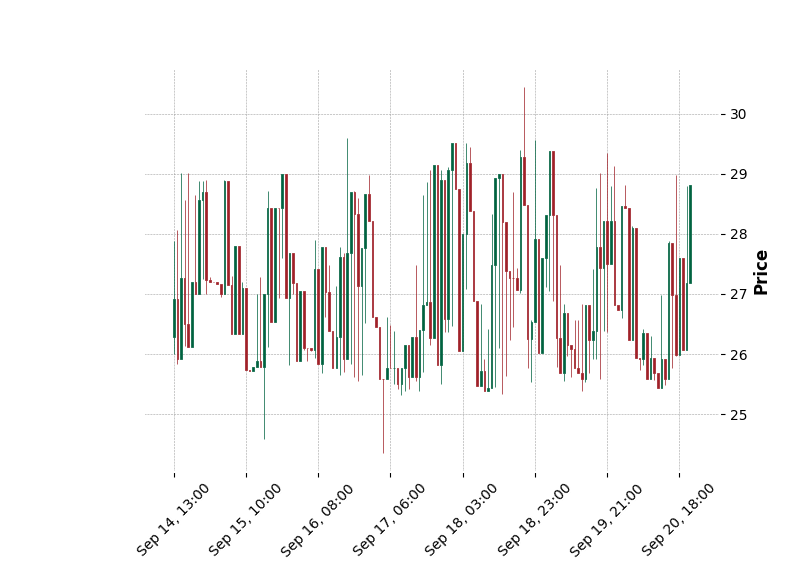 30
29
28
27
26
25
Price
Sep 14, 13:00
Sep 15, 10:00
Sep 16, 08:00
Sep 17, 06:00
Sep 18, 03:00
Sep 18, 23:00
Sep 19, 21:00
Sep 20, 18:00